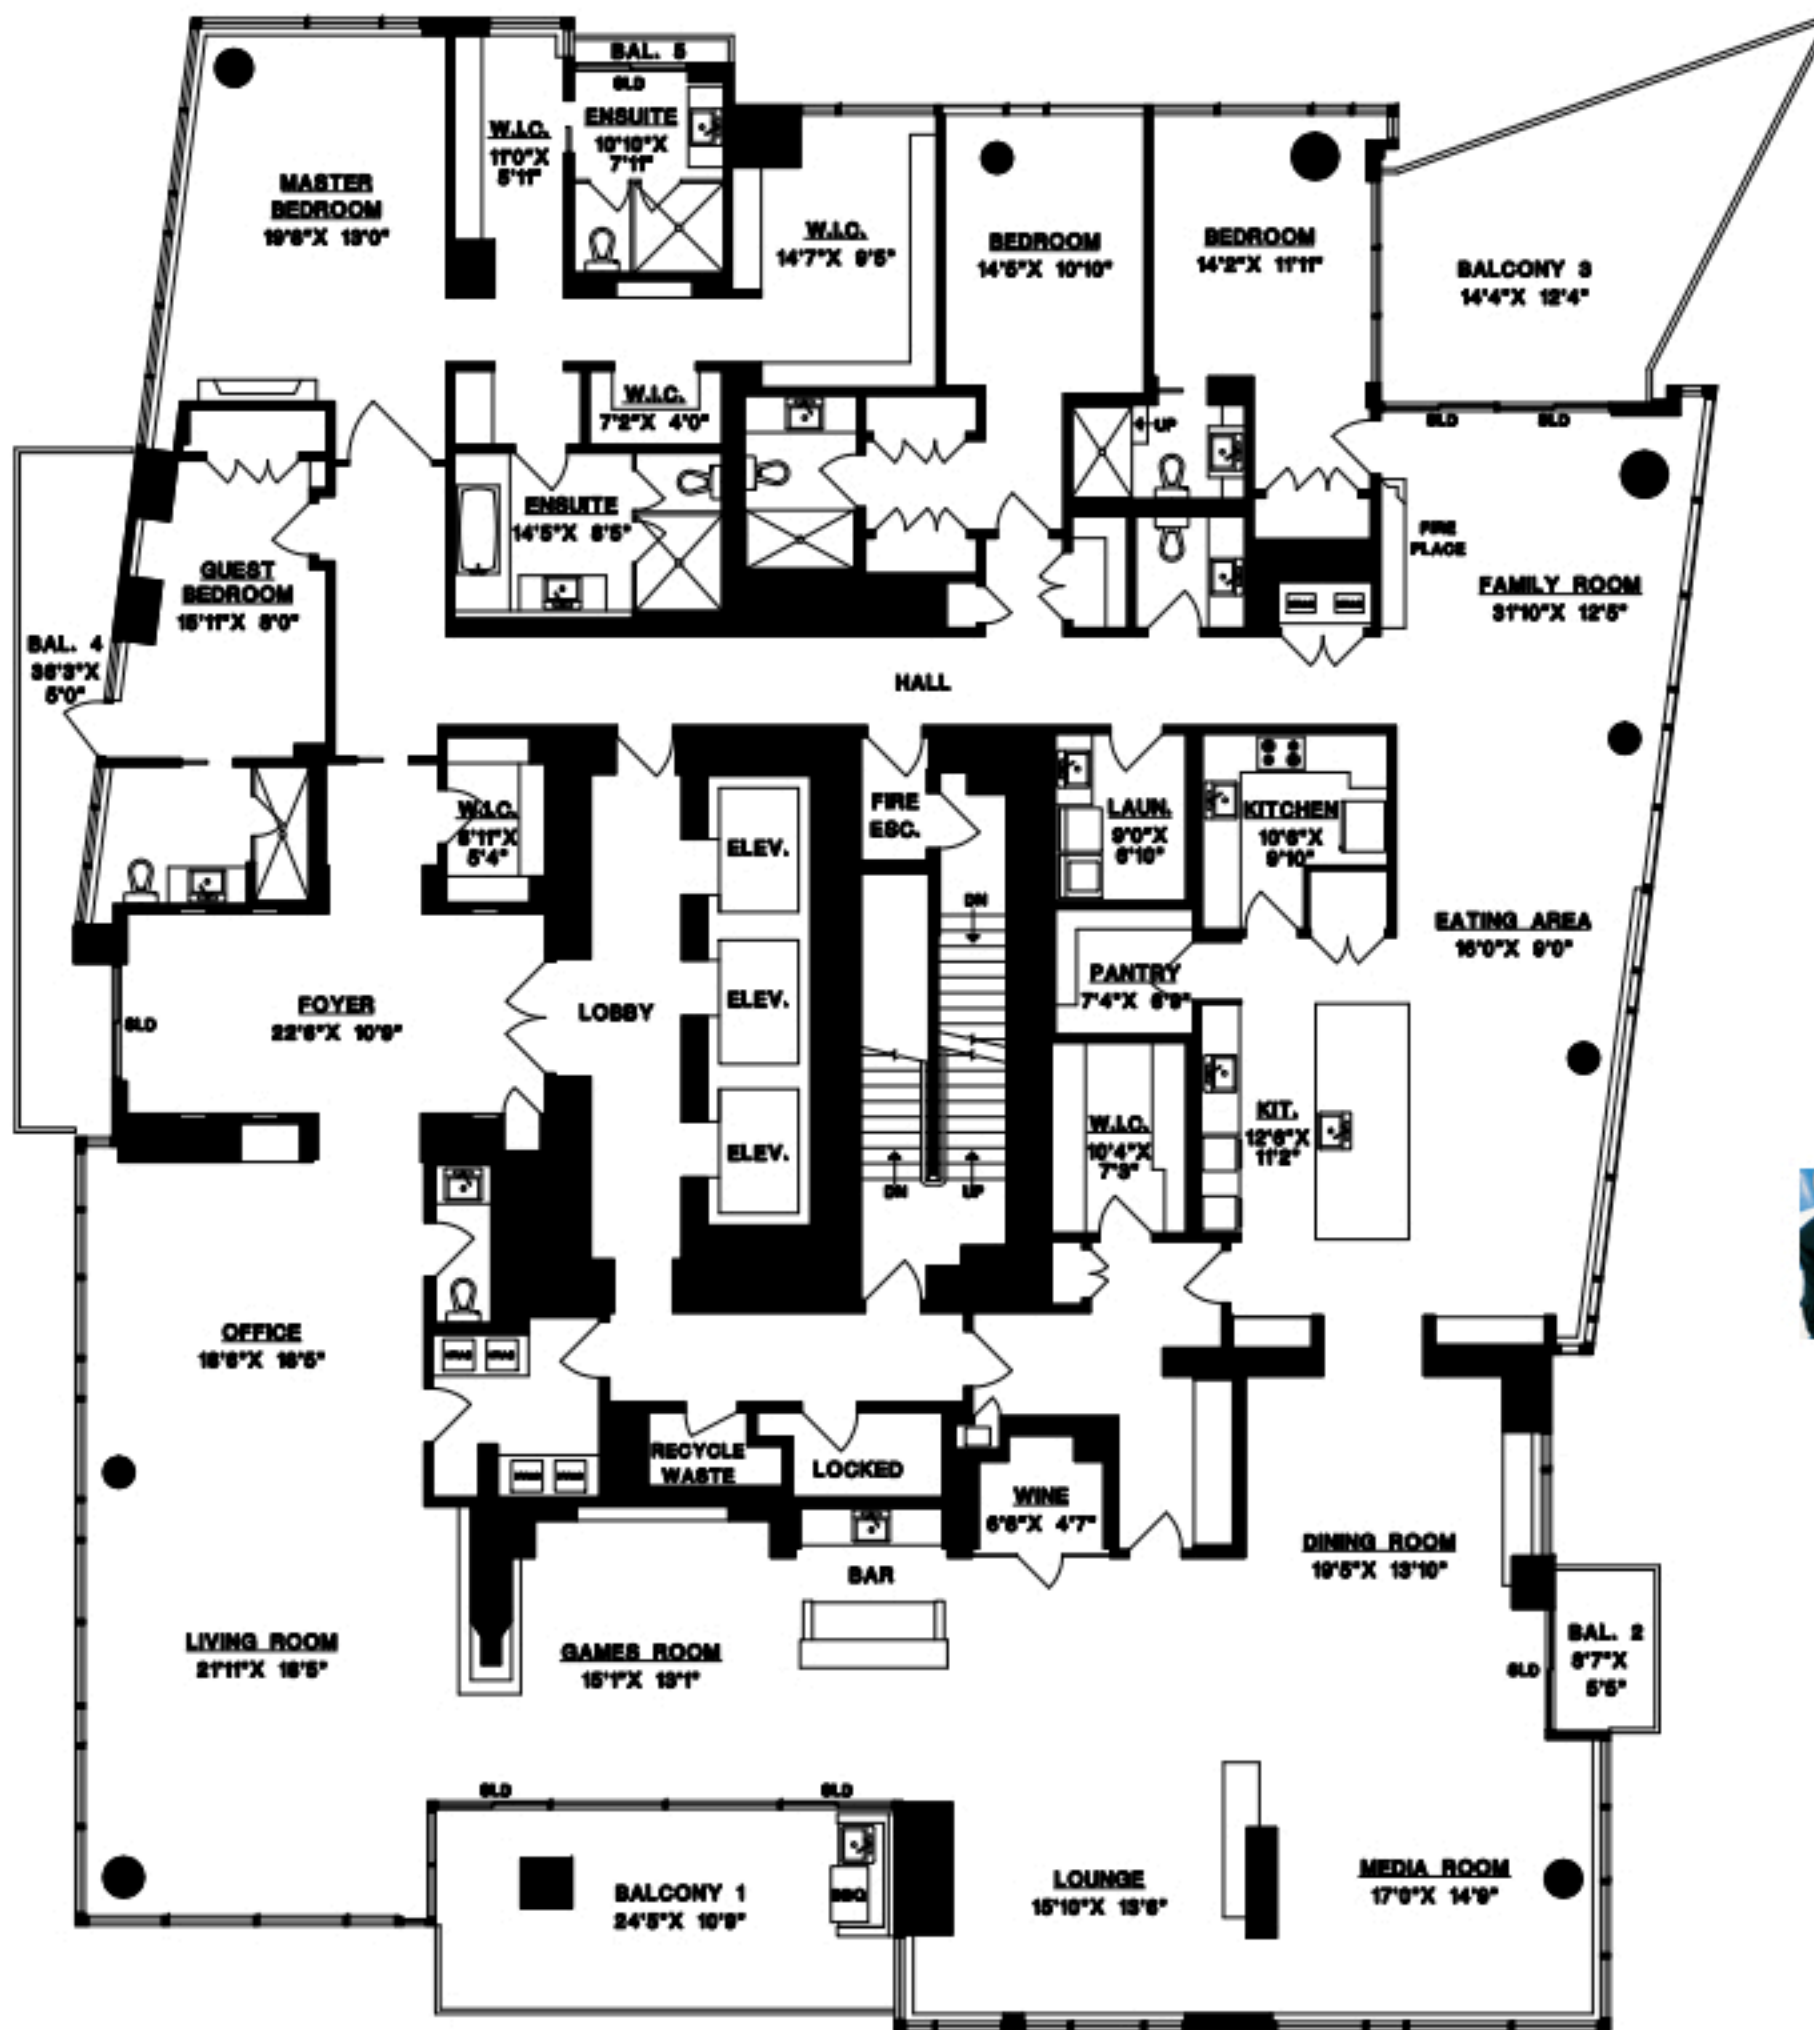 BAL. 5
SLD
ENSUITE
10'10"X
7'11"
W.I.C.
11'0"X
5'11"
MASTER
BEDROOM
19'6"X 13'0"
W.I.C.
14'7"X 9'5"
BEDROOM
14'5"X 10'10"
BEDROOM
14'2"X 11'11"
BALCONY 3
14'4"X 12'4"
W.I.C.
7'2"X 4'0"
4 UP
SLD
SLD
ENSUITE
14'5"X 8'5"
FIRE
PLACE
GUEST
BEDROOM
15'11"X 8'0"
FAMILY ROOM
31'10"X 12'5"
BAL. 4
36'3"X
5'0"
HALL
W.I.C.
8'11"X
5'4"
ELEV.
FIRE
ESC.
LAUN.
9'0"X
6'10"
KITCHEN
10'6"X
9'10"
DN
EATING AREA
16'0"X 9'0"
PANTRY
7'4"X 6'9"
FOYER
22'6"X 10'9"
SLD
LOBBY
ELEV.
W.I.C.
10'4"X
7'3"
KIT.
12'6"X
11'2"
ELEV.
DN
UP
OFFICE
18'6"X 18'5"
RECYCLE
WASTE
LOCKED
WINE
6'6"X 4'7"
DINING ROOM
19'5"X 13'10"
BAR
LIVING ROOM
21'11"X 18'5"
GAMES ROOM
15'1"X 13'1"
BAL. 2
8'7"X
5'5"
SLD
SLD
SLD
BALCONY 1
24'5"X 10'9"
BBQ
LOUNGE
15'10"X 13'6"
MEDIA ROOM
17'0"X 14'9"